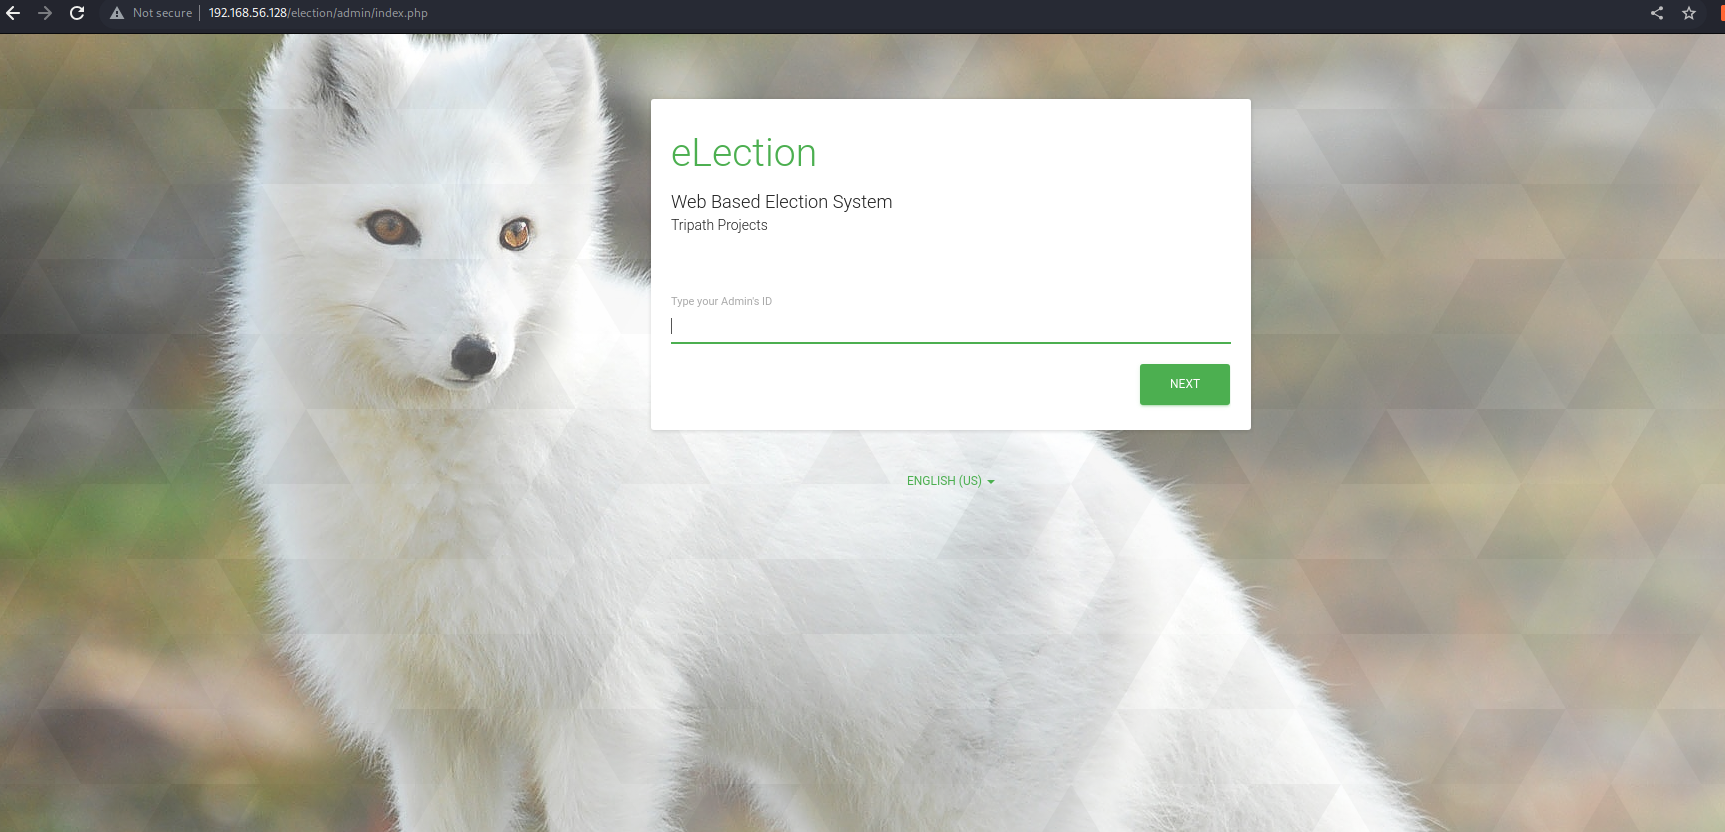 Not secure 192.168.56.128/election/admin/index.php
eLection
Web Based Election System
Tripath Projects
Type your Admin's ID
NEXT
ENGLISH (US)